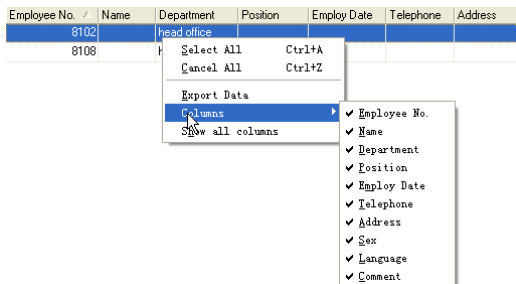 Employee No. Name Department Position Employ Date Telephone Address
8102 head office
8108 h
Select All Ctrl+A
Cancel All Ctrl+Z
Export Data
Columns
Show all columns
Employee No.
Name
Department
Position
Employ Date
Telephone
Address
Sex
Language
Comment